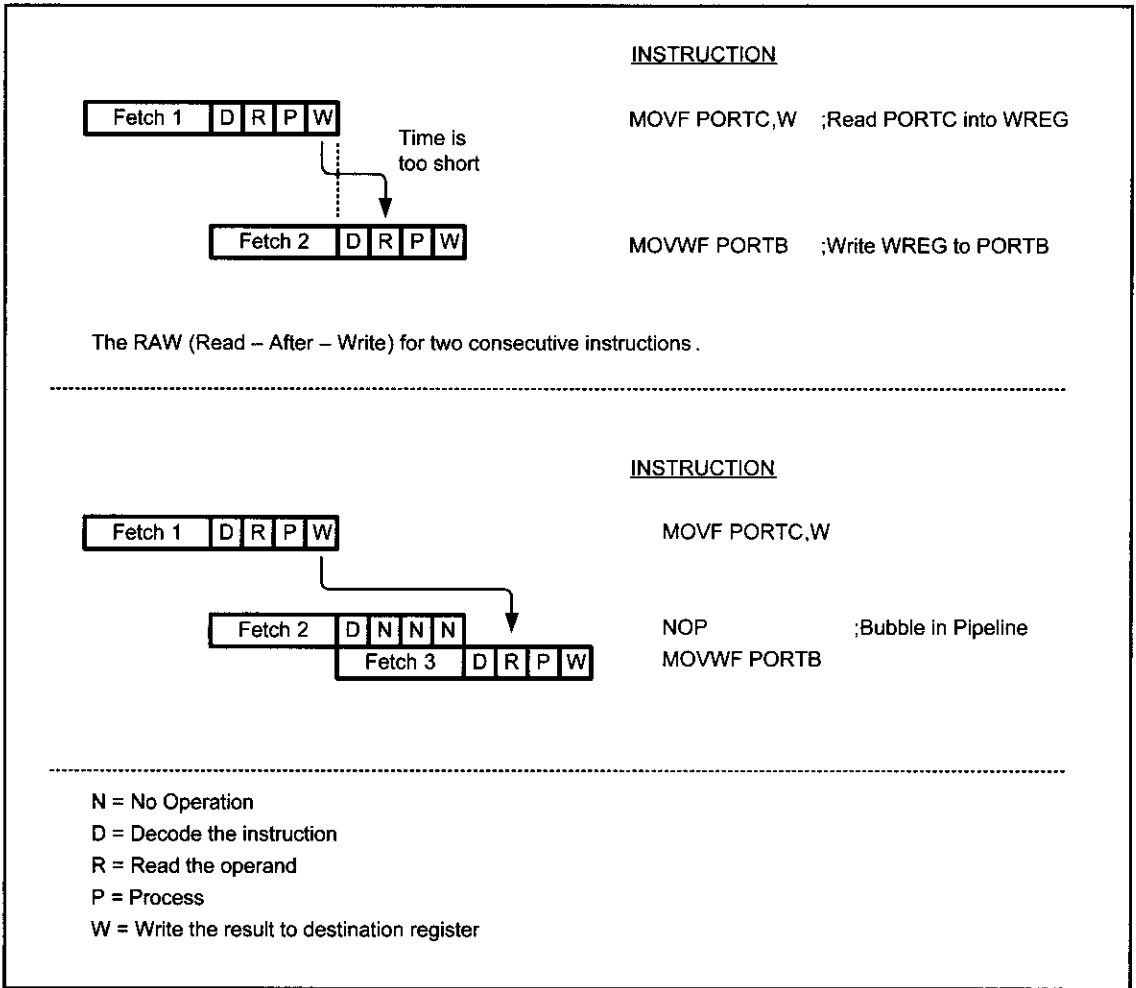 INSTRUCTION
Fetch 1 D R P W MOVF PORTC,W ;Read PORTC into WREG
Time is
too short
Fetch 2 D R P W MOVWF PORTB ;Write WREG to PORTB
The RAW (Read – After – Write) for two consecutive instructions.
INSTRUCTION
Fetch 1 D R P W MOVF PORTC,W
Fetch 2 D N N N NOP ;Bubble in Pipeline
Fetch 3 D R P W MOVWF PORTB
N = No Operation
D = Decode the instruction
R = Read the operand
P = Process
W = Write the result to destination register